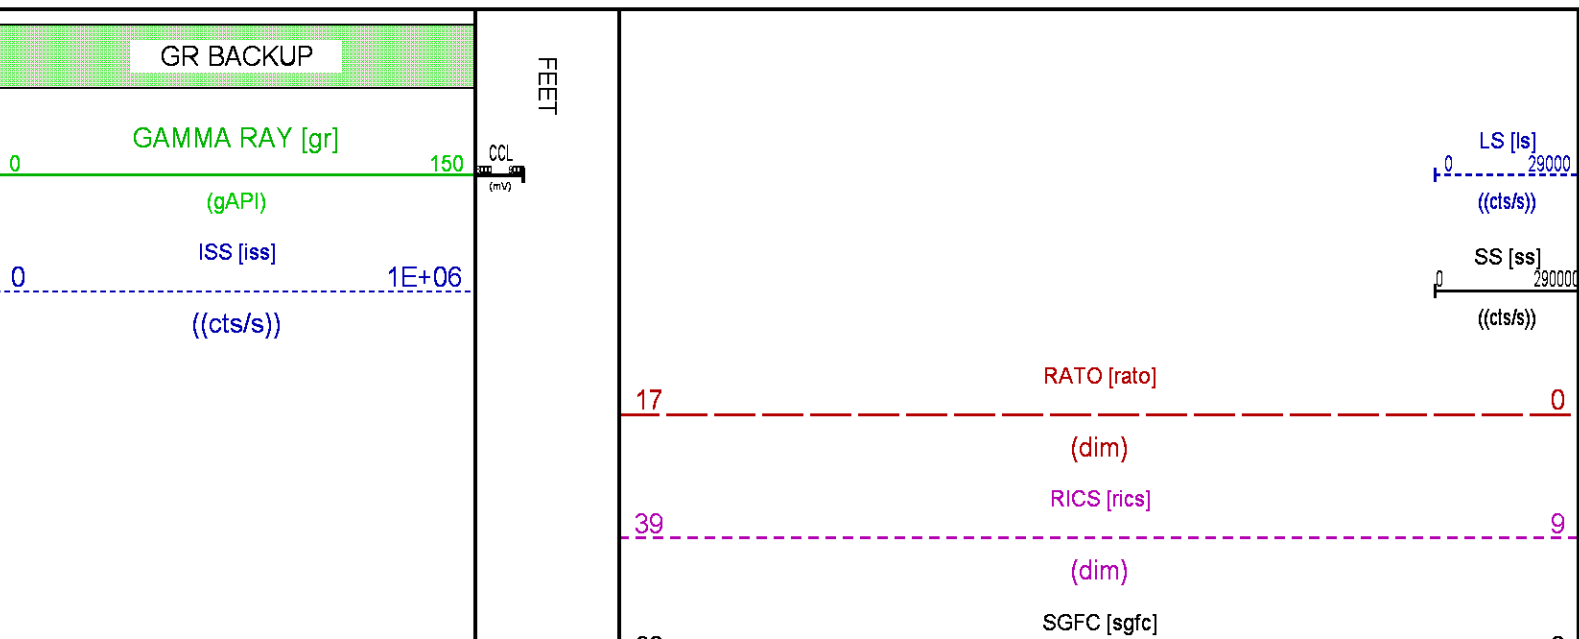 GR BACKUP
GAMMA RAY [gr]
0 150
(gAPI)
ISS [iss]
0 1E+06
((cts/s))
FEET
CCL
(mV)
LS [ls]
0 29000
((cts/s))
SS [ss]
0 290000
((cts/s))
RATO [rato]
17 0
(dim)
RICS [rics]
39 9
(dim)
SGFC [sgfc]